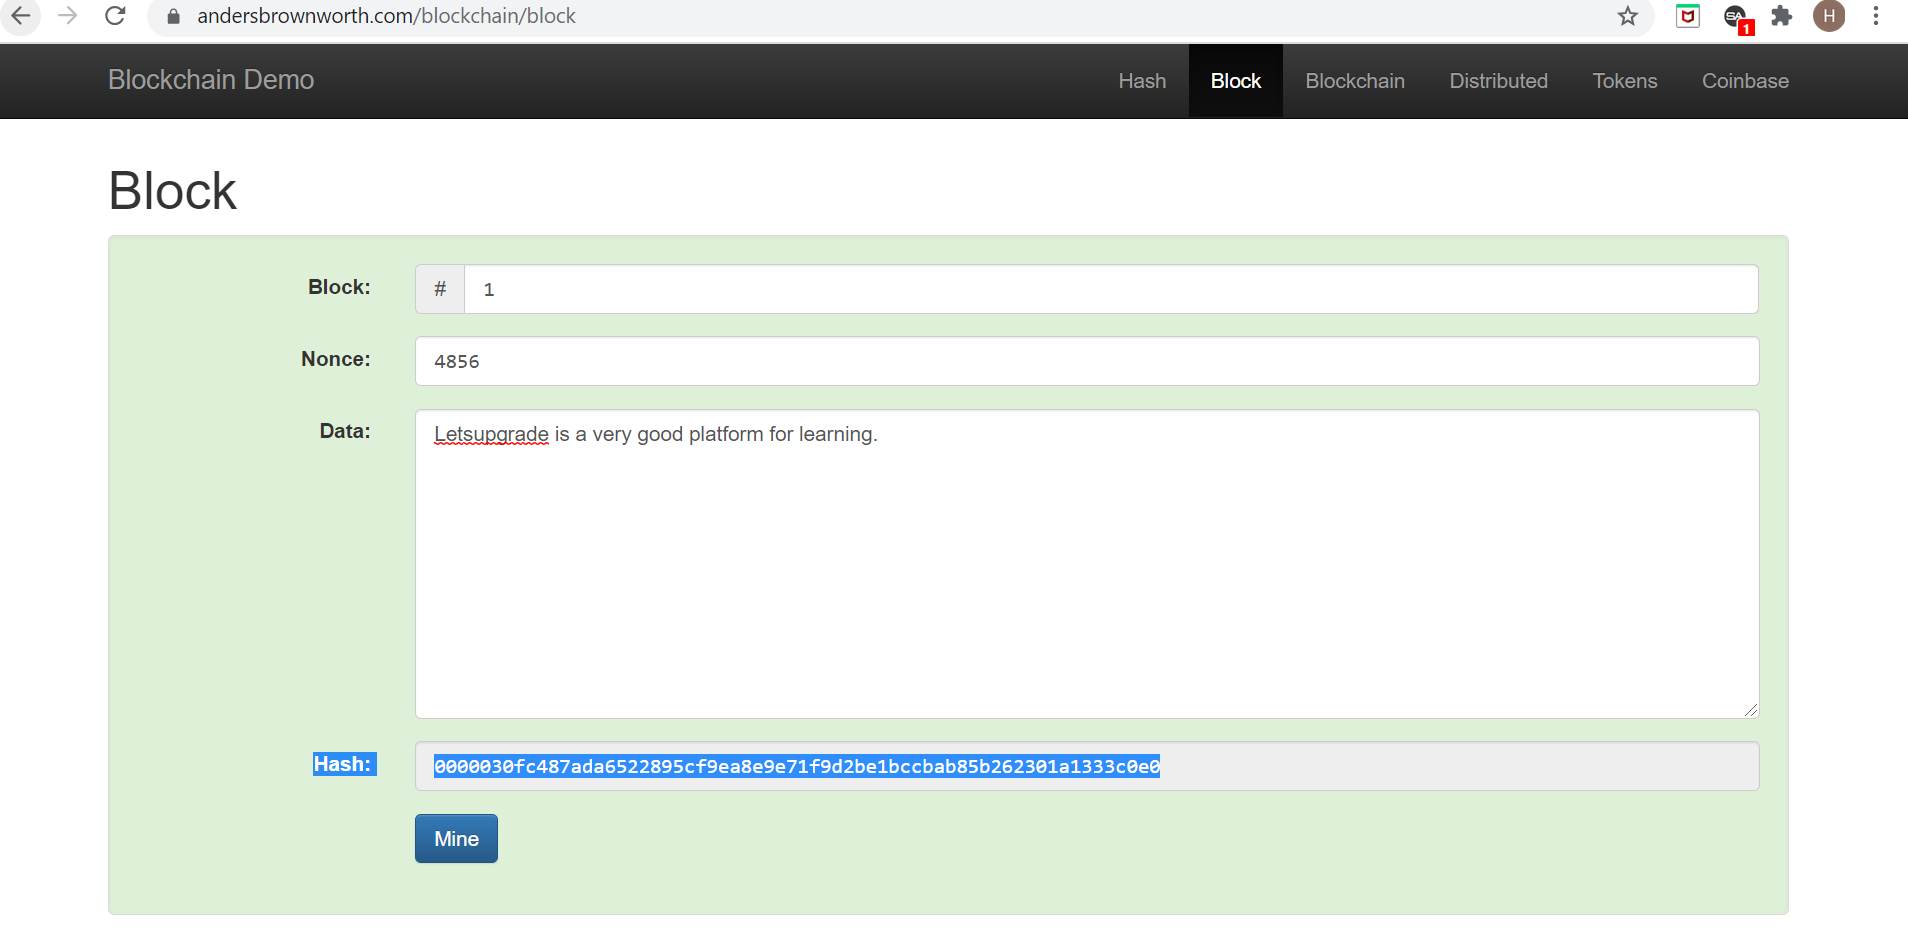 andersbrownworth.com/blockchain/block
SA
1
H
Blockchain Demo
Hash
Block
Blockchain
Distributed
Tokens
Coinbase
Block
Block:
# 1
Nonce:
4856
Data:
Letsupgrade is a very good platform for learning.
Hash:
0000030fc487ada6522895cf9ea8e9e71f9d2be1bccbab85b262301a1333c0e0
Mine